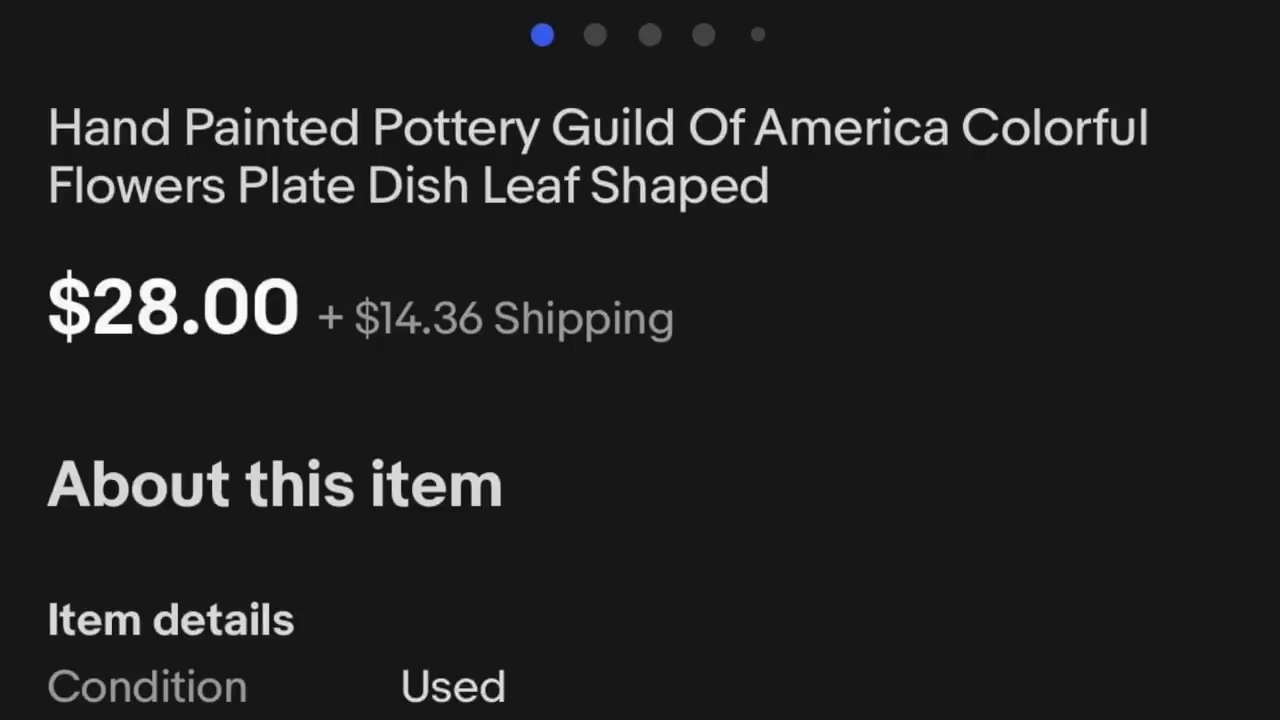 Hand Painted Pottery Guild Of America Colorful
Flowers Plate Dish Leaf Shaped
$28.00 + $14.36 Shipping
About this item
Item details
Condition Used